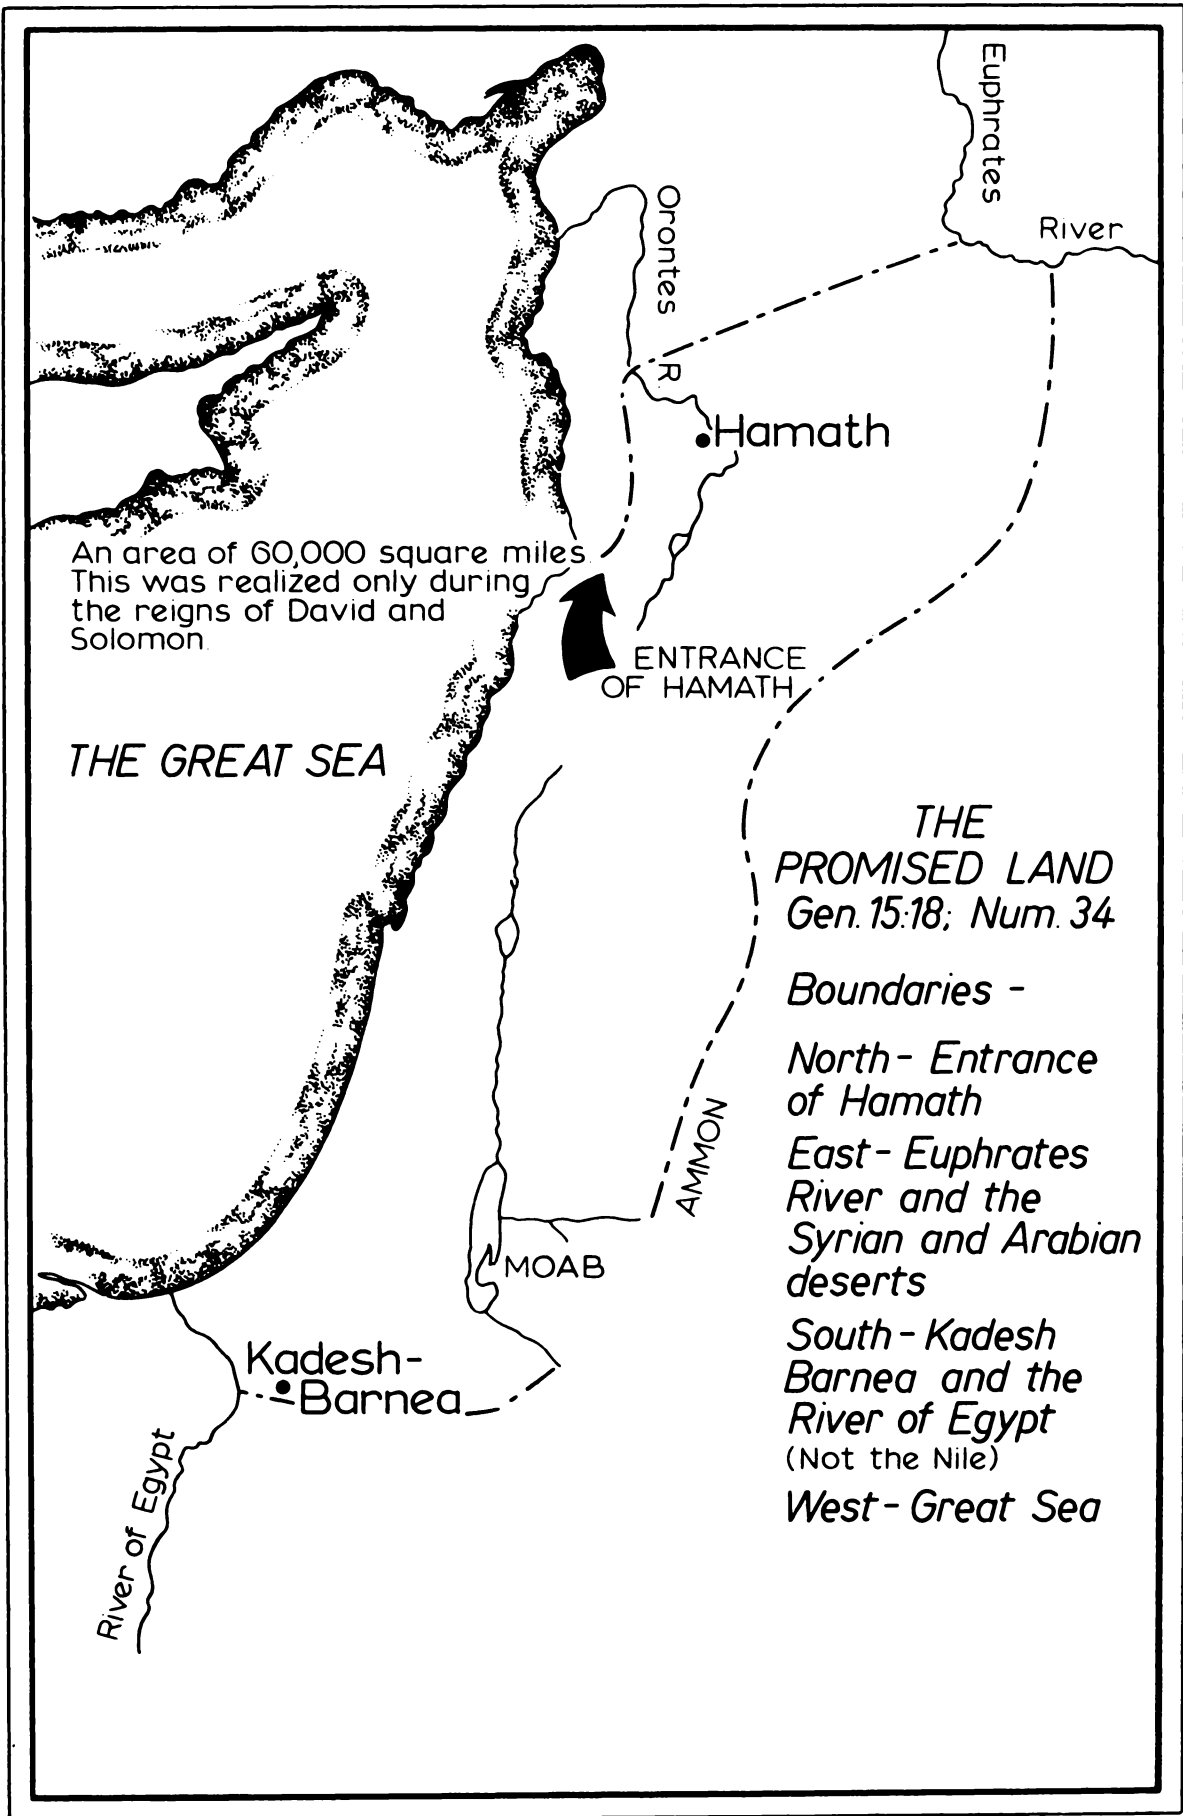 Euphrates
River
Orontes
R.
Hamath
An area of 60,000 square miles.
This was realized only during
the reigns of David and
Solomon.
ENTRANCE
OF HAMATH
THE GREAT SEA
THE
PROMISED LAND
Gen. 15:18; Num. 34
Boundaries -
North - Entrance
of Hamath
East - Euphrates
River and the
Syrian and Arabian
deserts
South - Kadesh
Barnea and the
River of Egypt
(Not the Nile)
West - Great Sea
AMMON
MOAB
Kadesh-
Barnea
River of Egypt